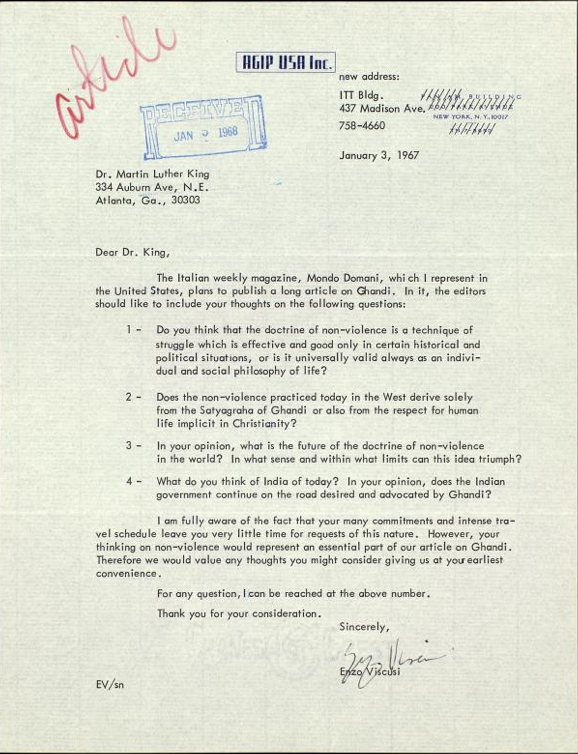 article
AGIP USA Inc.
new address:
ITT Bldg.
437 Madison Ave.
758-4660
BUILDING
NEW YORK, N.Y. 10017
RECEIVED
JAN 5 1968
January 3, 1967
Dr. Martin Luther King
334 Auburn Ave, N.E.
Atlanta, Ga., 30303
Dear Dr. King,
The Italian weekly magazine, Mondo Domani, which I represent in
the United States, plans to publish a long article on Ghandi. In it, the editors
should like to include your thoughts on the following questions:
1 - Do you think that the doctrine of non-violence is a technique of
struggle which is effective and good only in certain historical and
political situations, or is it universally valid always as an indivi-
dual and social philosophy of life?
2 - Does the non-violence practiced today in the West derive solely
from the Satyagraha of Ghandi or also from the respect for human
life implicit in Christianity?
3 - In your opinion, what is the future of the doctrine of non-violence
in the world? In what sense and within what limits can this idea triumph?
4 - What do you think of India of today? In your opinion, does the Indian
government continue on the road desired and advocated by Ghandi?
I am fully aware of the fact that your many commitments and intense tra-
vel schedule leave you very little time for requests of this nature. However, your
thinking on non-violence would represent an essential part of our article on Ghandi.
Therefore we would value any thoughts you might consider giving us at your earliest
convenience.
For any question, I can be reached at the above number.
Thank you for your consideration.
Sincerely,
Enzo Viscusi
Enzo Viscusi
EV/sn